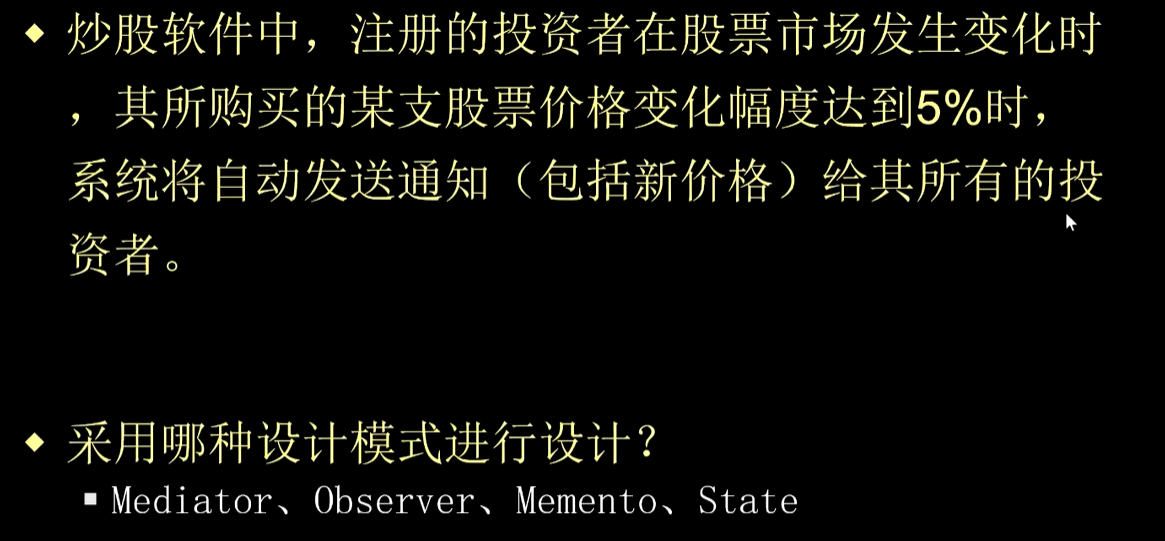 炒股软件中，注册的投资者在股票市场发生变化时
，其所购买的某支股票价格变化幅度达到5%时，
系统将自动发送通知（包括新价格）给其所有的投
资者。
采用哪种设计模式进行设计？
Mediator、Observer、Memento、State